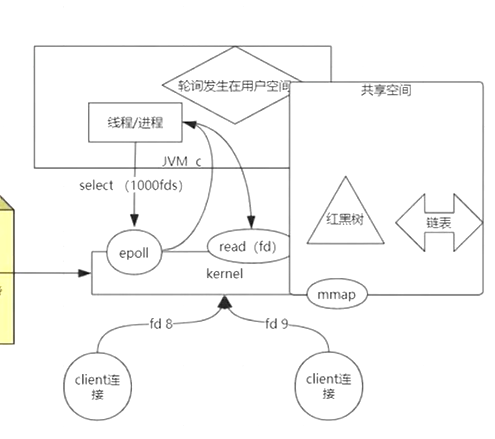 轮询发生在用户空间
共享空间
线程/进程
JVM c
select （1000fds）
红黑树
链表
epoll
read（fd）
kernel
mmap
fd 8
fd 9
client连
接
client连
接